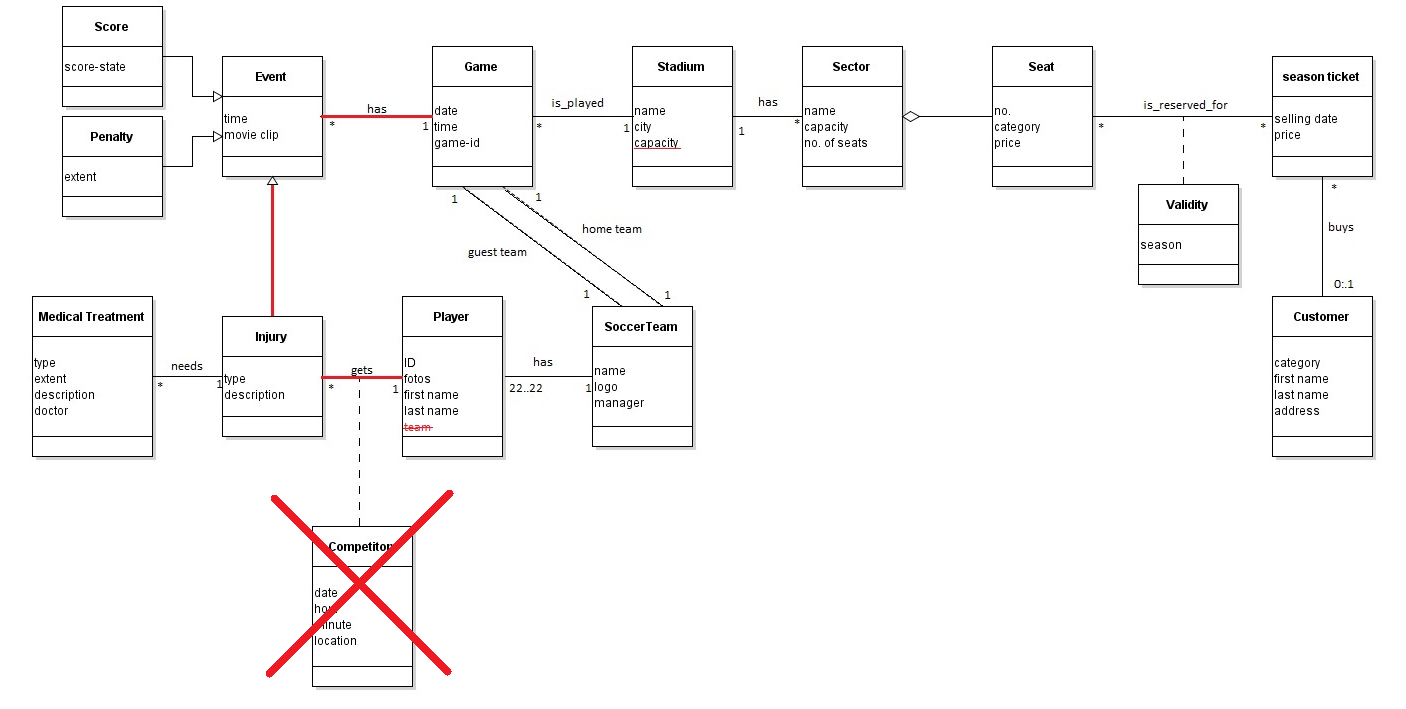 Score
score-state
Penalty
extent
Event
time
movie clip
has
*
1
Game
date
time
game-id
is_played
*
1
Stadium
name
city
capacity
has
1
*
Sector
name
capacity
no. of seats
Seat
no.
category
price
is_reserved_for
*
*
season ticket
selling date
price
Validity
season
*
buys
0:.1
Customer
category
first name
last name
address
1
1
home team
guest team
1
1
SoccerTeam
name
logo
manager
has
22..22
1
Player
ID
fotos
first name
last name
team
gets
*
1
Injury
type
description
needs
*
1
Medical Treatment
type
extent
description
doctor
Competitor
date
hour
minute
location